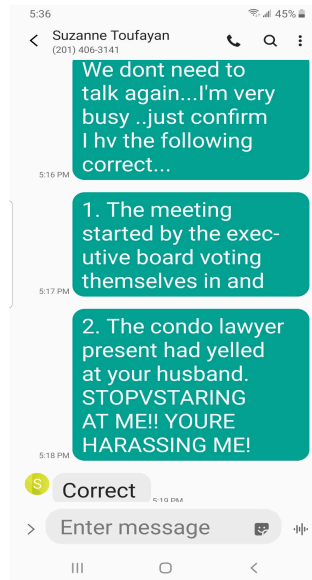 5:36
45%
Suzanne Toufayan
(201) 406-3141
We dont need to
talk again...I'm very
busy ..just confirm
I hv the following
correct...
5:16 PM
1. The meeting
started by the exec-
utive board voting
themselves in and
5:17 PM
2. The condo lawyer
present had yelled
at your husband.
STOPVSTARING
AT ME!! YOURE
HARASSING ME!
5:18 PM
S
Correct
5:19 PM
Enter message